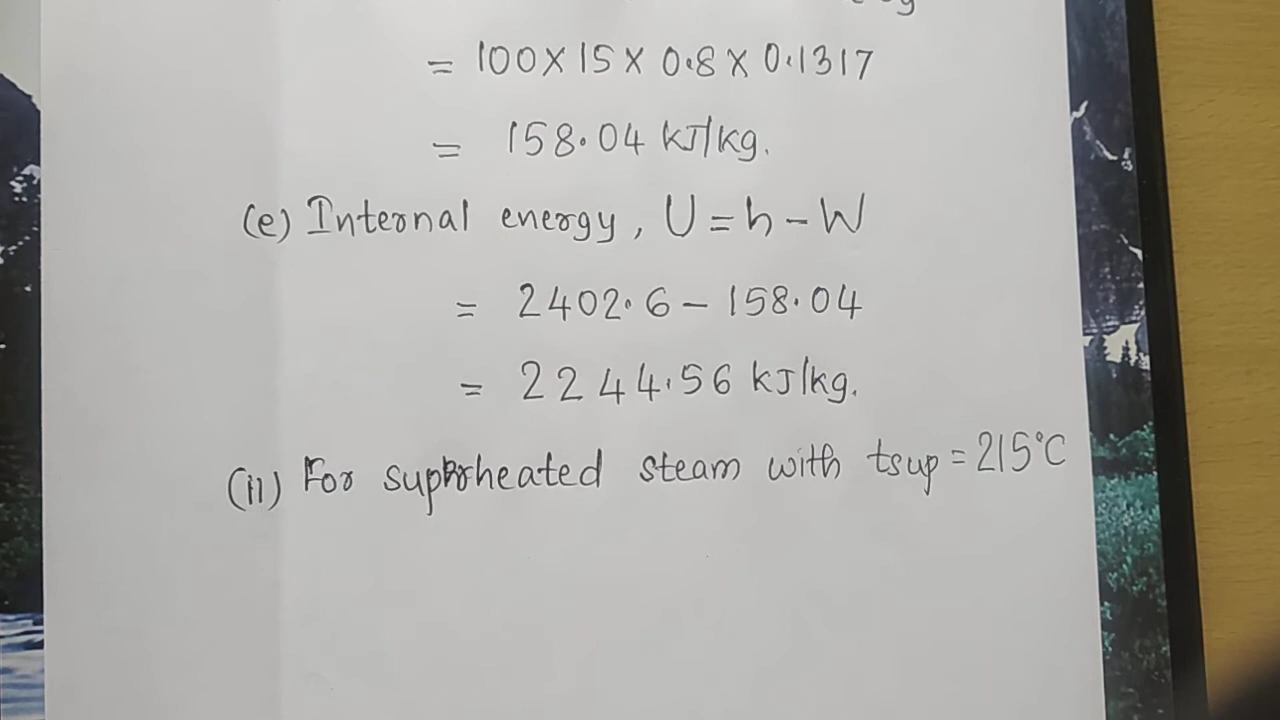 = 100 X 15 X 0.8 X 0.1317
= 158.04 kJ/kg.
(e) Internal energy, U = h - W
= 2402.6 - 158.04
= 2244.56 kJ/kg.
(ii) For superheated steam with tsup = 215°C